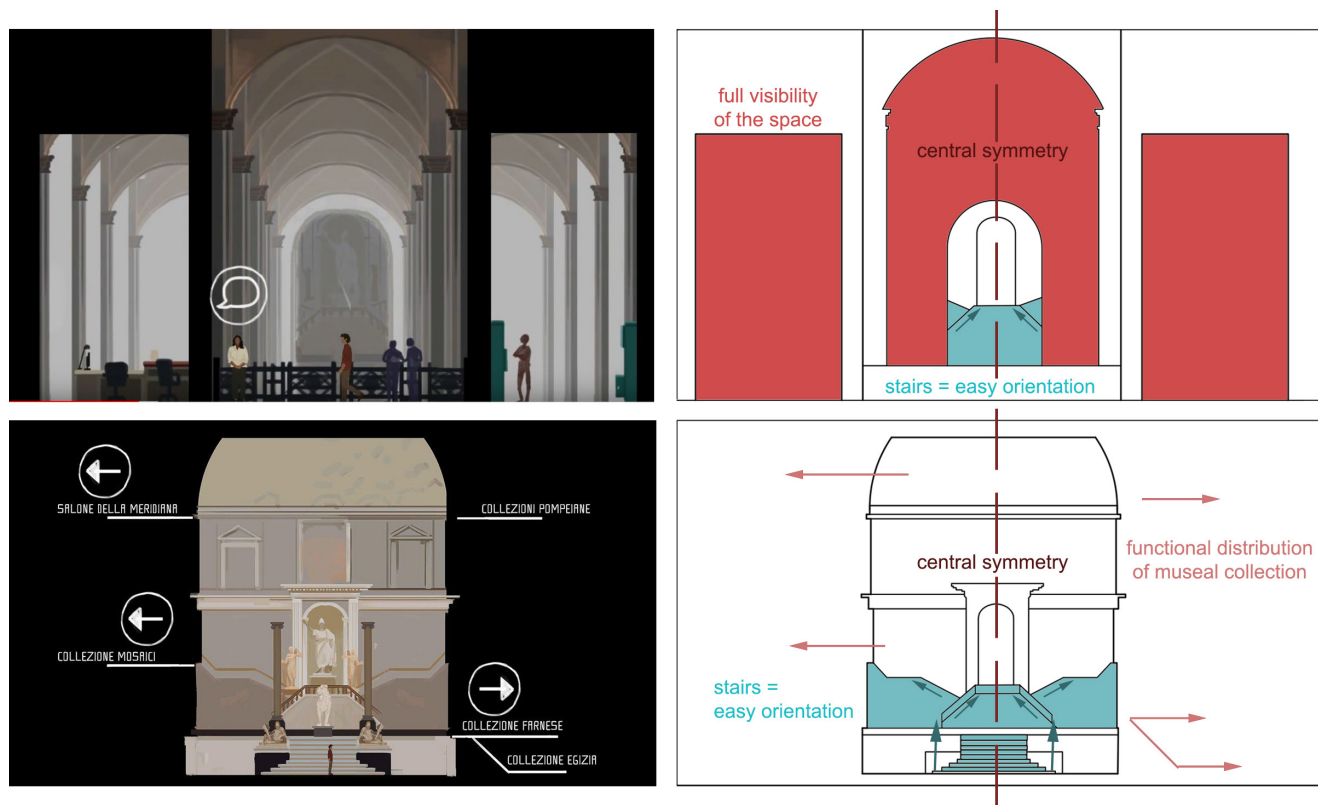 full visibility
of the space
central symmetry
stairs = easy orientation
SALONE DELLA MERIDIANA
COLLEZIONI POMPEIANE
COLLEZIONE MOSAICI
COLLEZIONE FARNESE
COLLEZIONE EGIZIA
central symmetry
functional distribution
of museal collection
stairs =
easy orientation